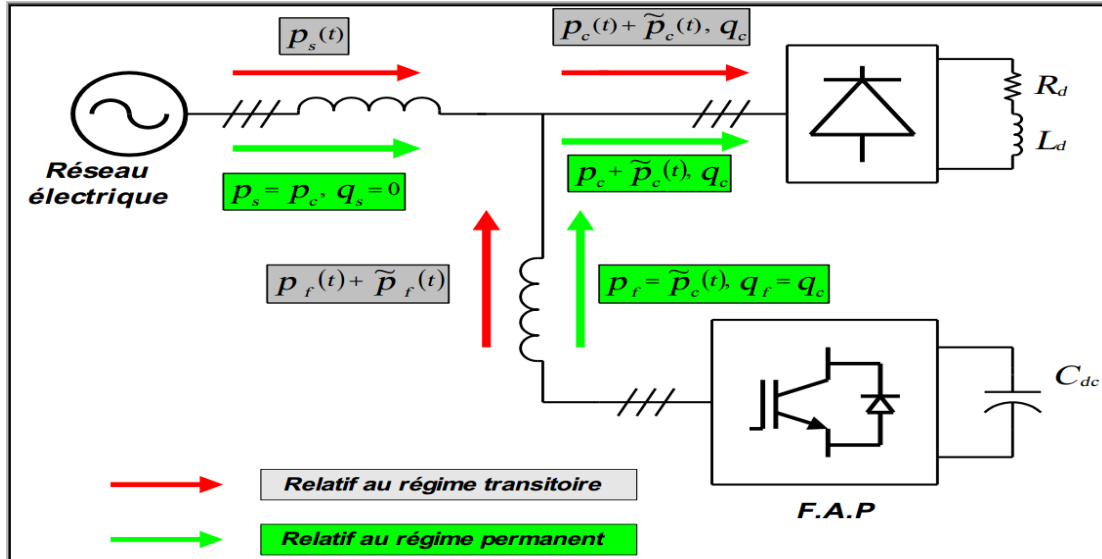 p_s(t)
p_c(t) + p̃_c(t), q_c
R_d
L_d
Réseau
électrique
p_s = p_c, q_s = 0
p_c + p̃_c(t), q_c
p_f(t) + p̃_f(t)
p_f = p̃_c(t), q_f = q_c
C_dc
Relatif au régime transitoire
F.A.P
Relatif au régime permanent